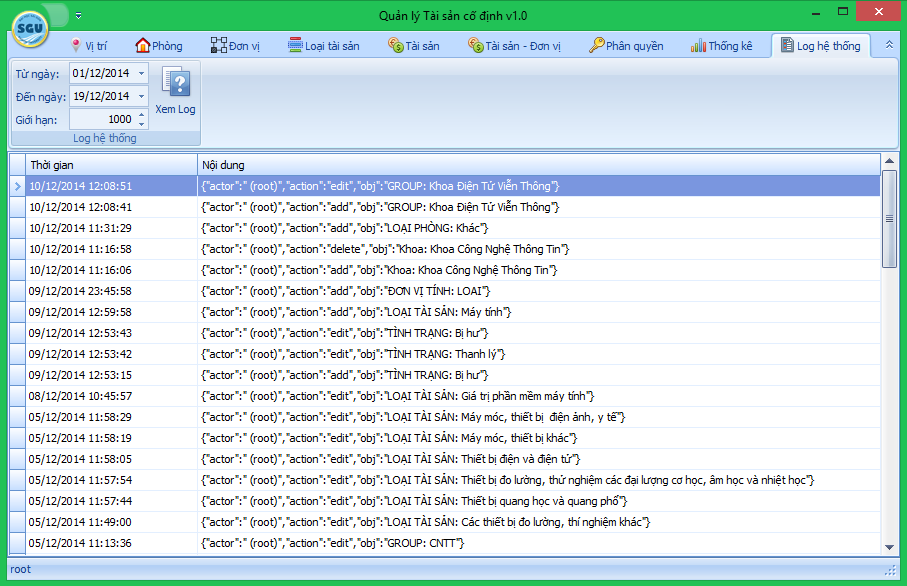 Quản lý Tài sản cố định v1.0
SGU
Vị trí Phòng Đơn vị Loại tài sản Tài sản Tài sản - Đơn vị Phân quyền Thống kê Log hệ thống
Từ ngày: 01/12/2014
Đến ngày: 19/12/2014
Giới hạn: 1000
Xem Log
Log hệ thống
Thời gian Nội dung
10/12/2014 12:08:51 {"actor":" (root)","action":"edit","obj":"GROUP: Khoa Điện Tử Viễn Thông"}
10/12/2014 12:08:41 {"actor":" (root)","action":"add","obj":"GROUP: Khoa Điện Tử Viễn Thông"}
10/12/2014 11:31:29 {"actor":" (root)","action":"add","obj":"LOẠI PHÒNG: Khác"}
10/12/2014 11:16:58 {"actor":" (root)","action":"delete","obj":"Khoa: Khoa Công Nghệ Thông Tin"}
10/12/2014 11:16:06 {"actor":" (root)","action":"add","obj":"Khoa: Khoa Công Nghệ Thông Tin"}
09/12/2014 23:45:58 {"actor":" (root)","action":"add","obj":"ĐƠN VỊ TÍNH: LOAI"}
09/12/2014 12:59:58 {"actor":" (root)","action":"add","obj":"LOẠI TÀI SẢN: Máy tính"}
09/12/2014 12:53:43 {"actor":" (root)","action":"edit","obj":"TÌNH TRẠNG: Bị hư"}
09/12/2014 12:53:42 {"actor":" (root)","action":"edit","obj":"TÌNH TRẠNG: Thanh lý"}
09/12/2014 12:53:15 {"actor":" (root)","action":"add","obj":"TÌNH TRẠNG: Bị hư"}
08/12/2014 10:45:57 {"actor":" (root)","action":"edit","obj":"LOẠI TÀI SẢN: Giá trị phần mềm máy tính"}
05/12/2014 11:58:29 {"actor":" (root)","action":"edit","obj":"LOẠI TÀI SẢN: Máy móc, thiết bị  điện ảnh, y tế"}
05/12/2014 11:58:19 {"actor":" (root)","action":"edit","obj":"LOẠI TÀI SẢN: Máy móc, thiết bị khác"}
05/12/2014 11:58:05 {"actor":" (root)","action":"edit","obj":"LOẠI TÀI SẢN: Thiết bị điện và điện tử"}
05/12/2014 11:57:54 {"actor":" (root)","action":"edit","obj":"LOẠI TÀI SẢN: Thiết bị đo lường, thử nghiệm các đại lượng cơ học, âm học và nhiệt học"}
05/12/2014 11:57:44 {"actor":" (root)","action":"edit","obj":"LOẠI TÀI SẢN: Thiết bị quang học và quang phổ"}
05/12/2014 11:49:00 {"actor":" (root)","action":"edit","obj":"LOẠI TÀI SẢN: Các thiết bị đo lường, thí nghiệm khác"}
05/12/2014 11:13:36 {"actor":" (root)","action":"edit","obj":"GROUP: CNTT"}
root